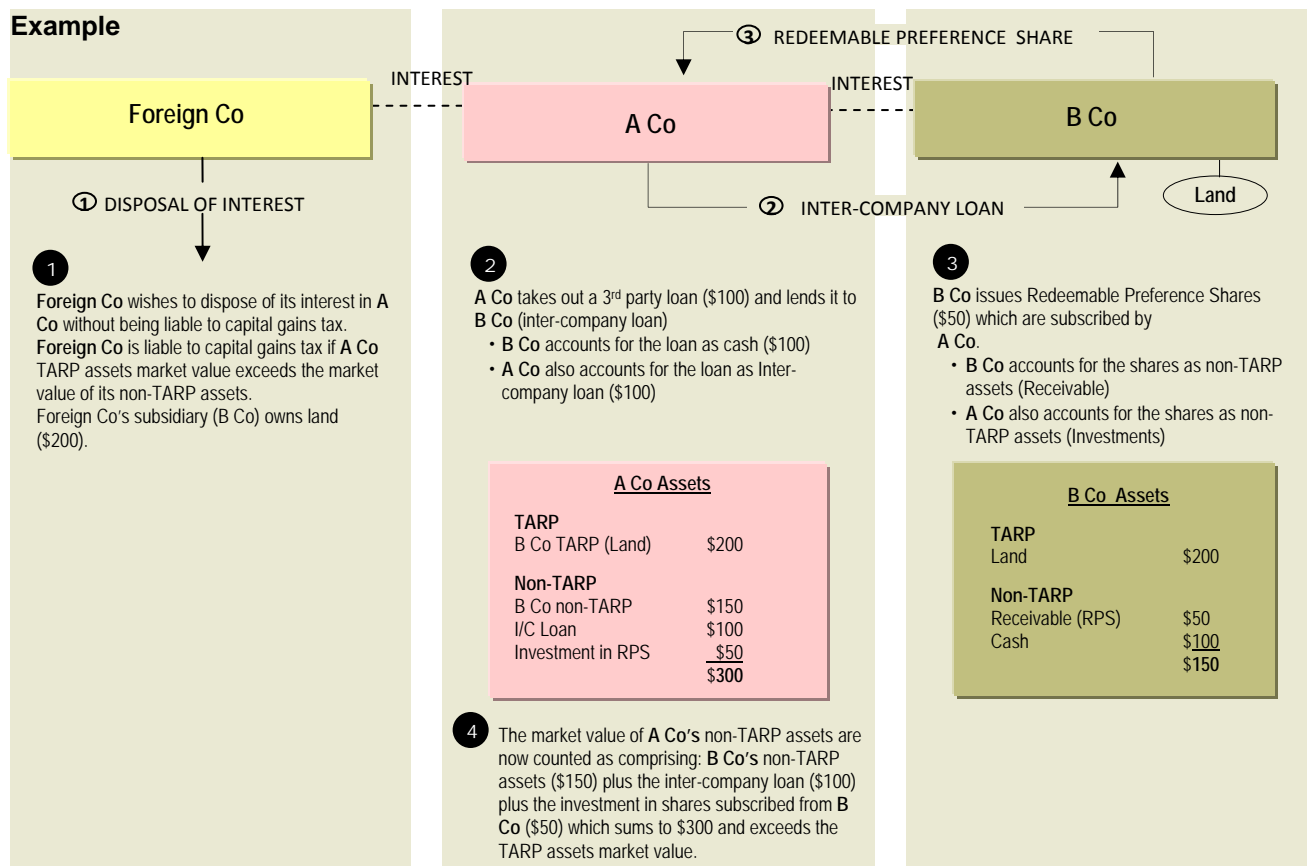 Example
③ REDEEMABLE PREFERENCE SHARE
INTEREST
INTEREST
Foreign Co
A Co
B Co
① DISPOSAL OF INTEREST
② INTER-COMPANY LOAN
Land
1
Foreign Co wishes to dispose of its interest in A
Co without being liable to capital gains tax.
Foreign Co is liable to capital gains tax if A Co
TARP assets market value exceeds the market
value of its non-TARP assets.
Foreign Co's subsidiary (B Co) owns land
($200).
2
A Co takes out a 3rd party loan ($100) and lends it to
B Co (inter-company loan)
• B Co accounts for the loan as cash ($100)
• A Co also accounts for the loan as Inter-
company loan ($100)
3
B Co issues Redeemable Preference Shares
($50) which are subscribed by
A Co.
• B Co accounts for the shares as non-TARP
assets (Receivable)
• A Co also accounts for the shares as non-
TARP assets (Investments)
A Co Assets
TARP
B Co TARP (Land) $200
Non-TARP
B Co non-TARP $150
I/C Loan $100
Investment in RPS $50
$300
B Co Assets
TARP
Land $200
Non-TARP
Receivable (RPS) $50
Cash $100
$150
4
The market value of A Co's non-TARP assets are
now counted as comprising: B Co's non-TARP
assets ($150) plus the inter-company loan ($100)
plus the investment in shares subscribed from B
Co ($50) which sums to $300 and exceeds the
TARP assets market value.